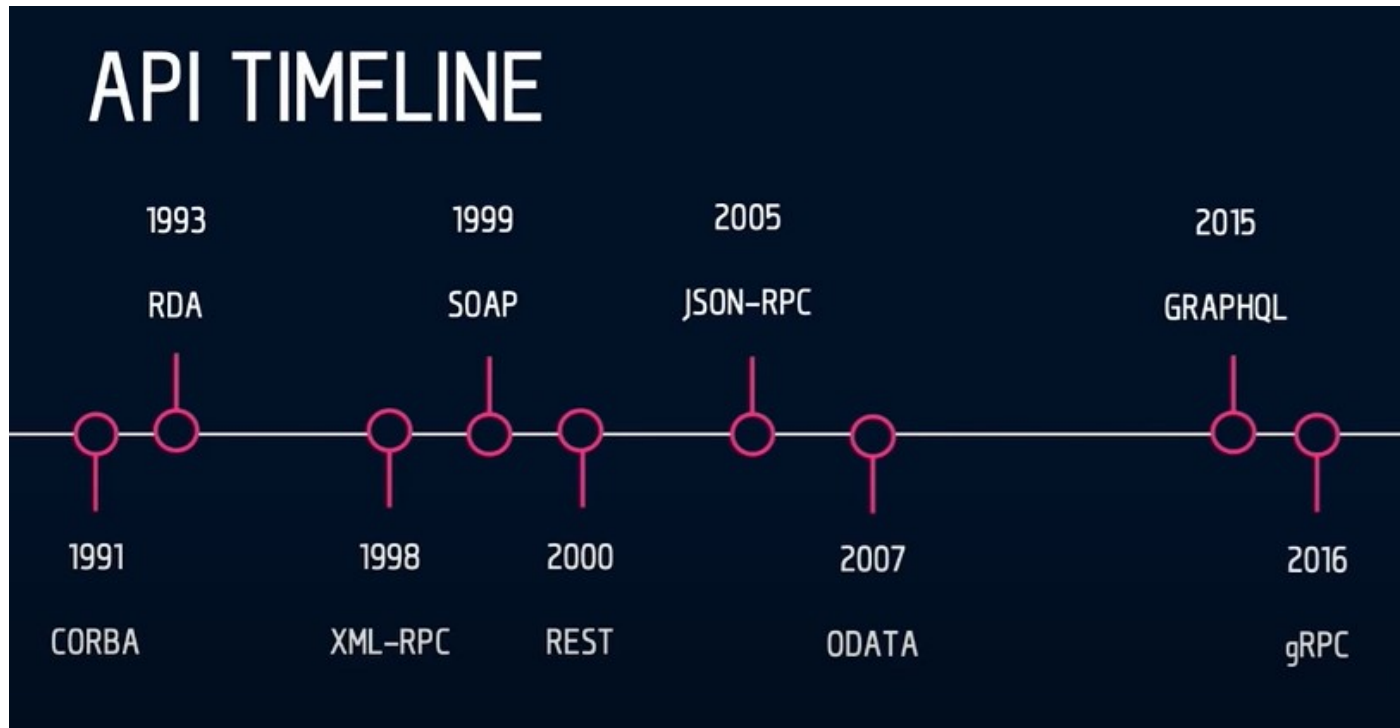 API TIMELINE
1993
1999
2005
2015
RDA
SOAP
JSON-RPC
GRAPHQL
1991
1998
2000
2007
2016
CORBA
XML-RPC
REST
ODATA
gRPC